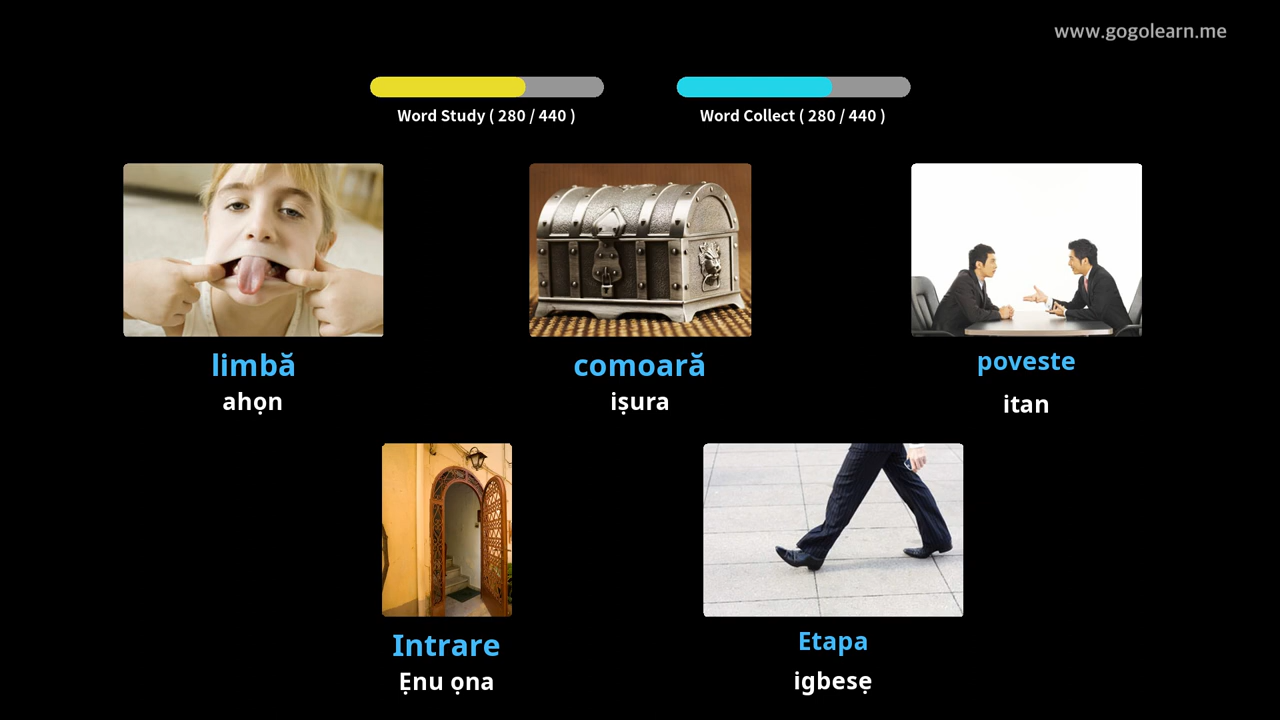 www.gogolearn.me
Word Study ( 280 / 440 )
Word Collect ( 280 / 440 )
limbă
ahọn
comoară
iṣura
poveste
itan
Intrare
Ẹnu ọna
Etapa
igbesẹ